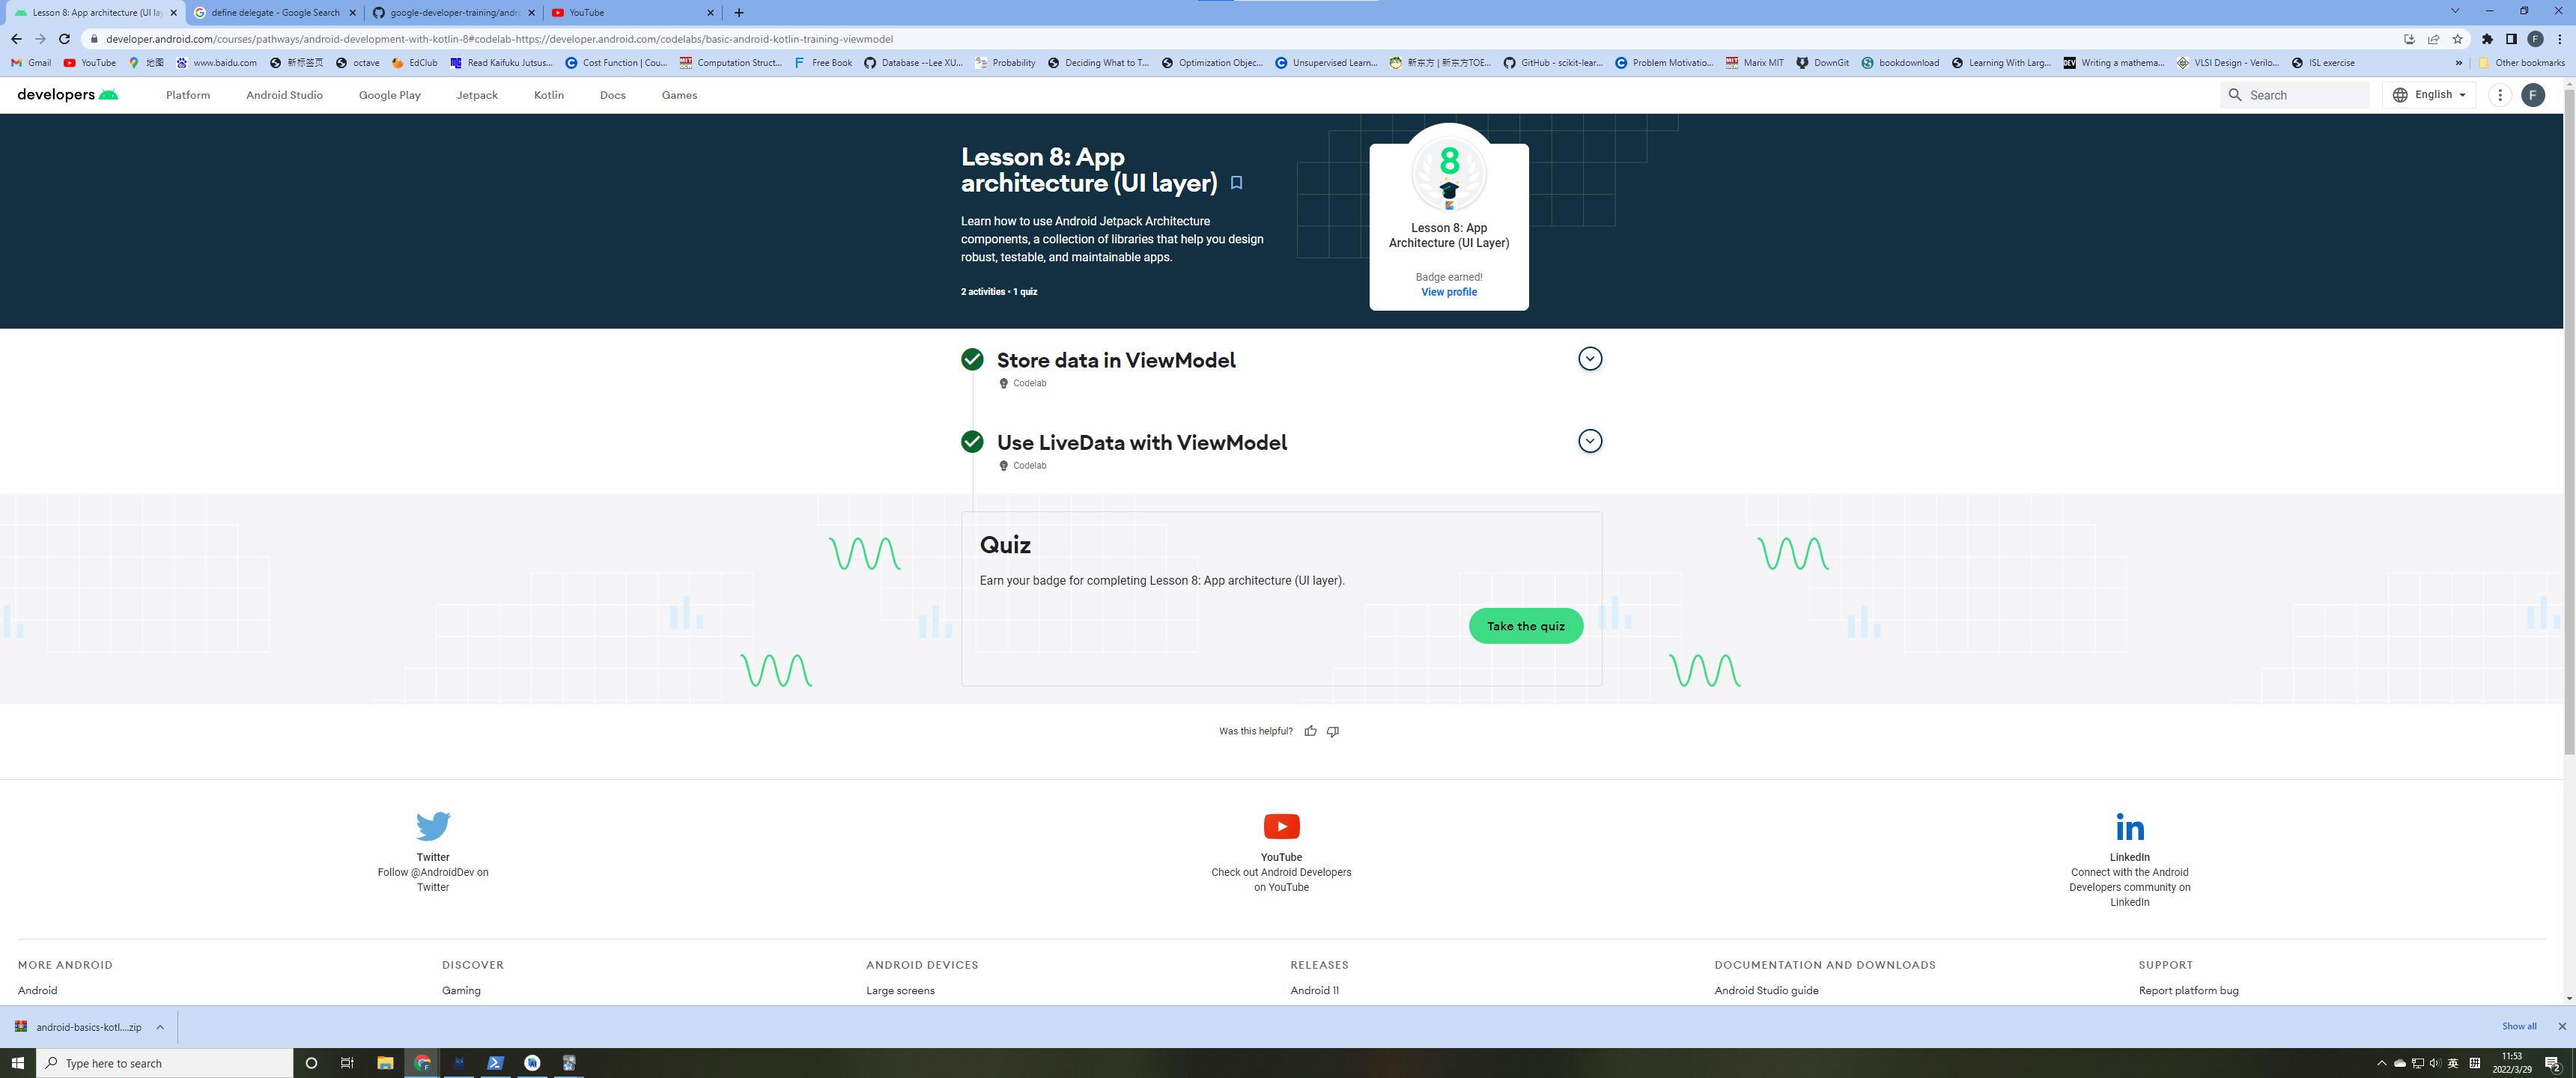 Lesson 8: App architecture (UI la
define delegate - Google Search
google-developer-training/andro
YouTube
developer.android.com/courses/pathways/android-development-with-kotlin-8#codelab-https://developer.android.com/codelabs/basic-android-kotlin-training-viewmodel
F
Gmail
YouTube
地图
www.baidu.com
新标签页
octave
EdClub
Read Kaifuku Jutsus...
Cost Function | Cou...
Computation Struct...
Free Book
Database --Lee XU...
Probability
Deciding What to T...
Optimization Objec...
Unsupervised Learn...
新东方 | 新东方TOE...
GitHub - scikit-lear...
Problem Motivatio...
Marix MIT
DownGit
bookdownload
Learning With Larg...
Writing a mathema...
VLSI Design - Verilo...
ISL exercise
»
Other bookmarks
developers
Platform
Android Studio
Google Play
Jetpack
Kotlin
Docs
Games
Search
English
F
Lesson 8: App
architecture (UI layer)
Learn how to use Android Jetpack Architecture
components, a collection of libraries that help you design
robust, testable, and maintainable apps.
2 activities • 1 quiz
8
Lesson 8: App
Architecture (UI Layer)
Badge earned!
View profile
Store data in ViewModel
Codelab
Use LiveData with ViewModel
Codelab
Quiz
Earn your badge for completing Lesson 8: App architecture (UI layer).
Take the quiz
Was this helpful?
Twitter
Follow @AndroidDev on
Twitter
YouTube
Check out Android Developers
on YouTube
LinkedIn
Connect with the Android
Developers community on
LinkedIn
MORE ANDROID
DISCOVER
ANDROID DEVICES
RELEASES
DOCUMENTATION AND DOWNLOADS
SUPPORT
Android
Gaming
Large screens
Android 11
Android Studio guide
Report platform bug
android-basics-kotl....zip
Show all
Type here to search
英
拼
11:53
2022/3/29
2